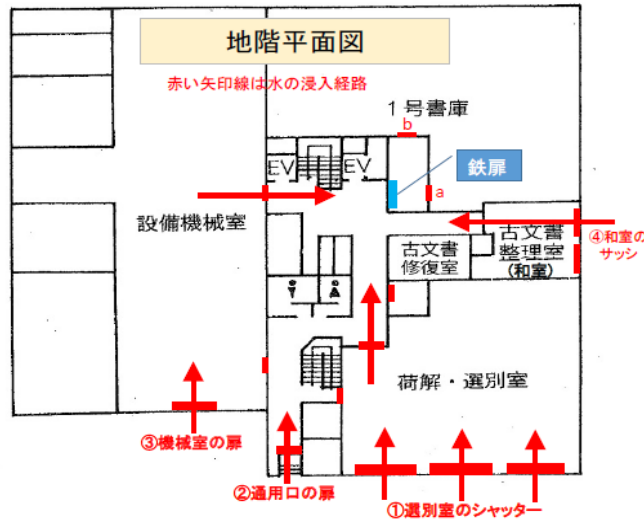 地階平面図
赤い矢印線は水の浸入経路
1号書庫
b
EV
EV
鉄扉
a
設備機械室
古文書
修復室
古文書
整理室
(和室)
④和室の
サッシ
荷解・選別室
③機械室の扉
②通用口の扉
①選別室のシャッター